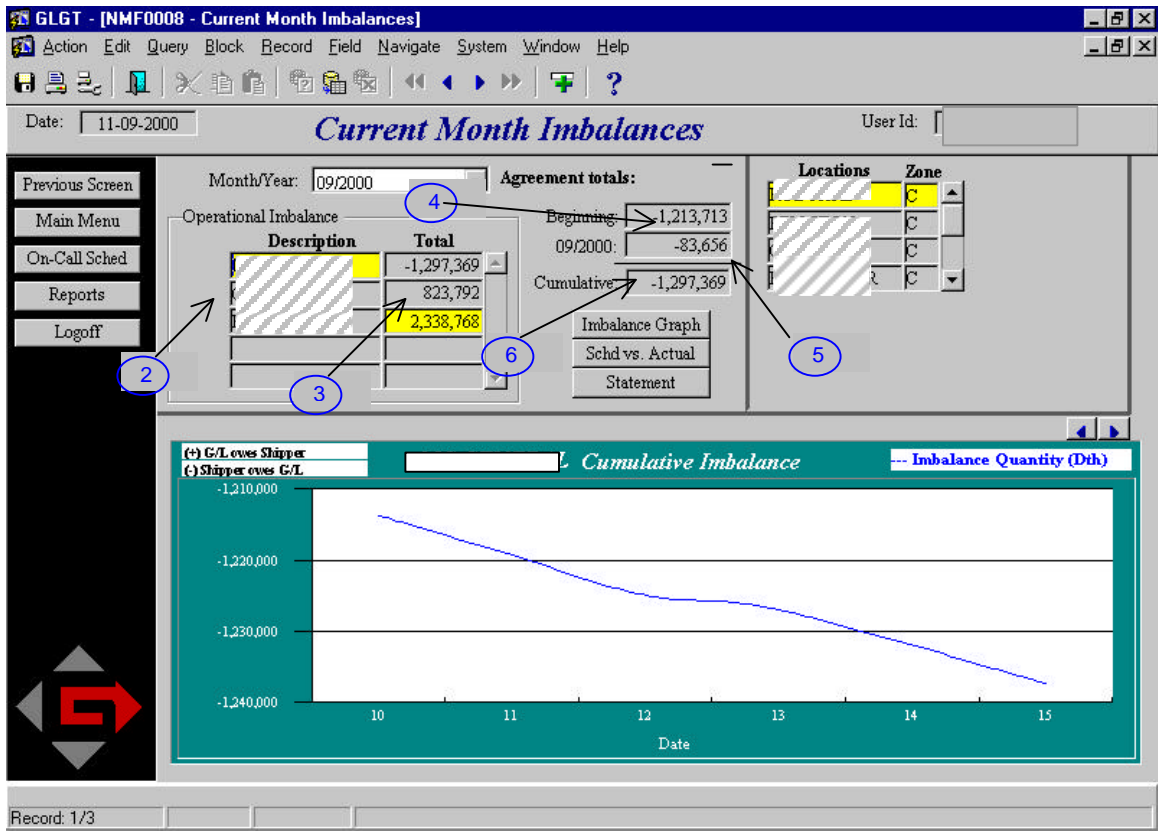 GLGT - [NMF0008 - Current Month Imbalances]
Action Edit Query Block Record Field Navigate System Window Help
Date: 11-09-2000
Current Month Imbalances
User Id:
Previous Screen
Main Menu
On-Call Sched
Reports
Logoff
Month/Year: 09/2000
Operational Imbalance
Description Total
-1,297,369
823,792
2,338,768
2
3
4
Agreement totals:
Beginning: -1,213,713
09/2000: -83,656
Cumulative: -1,297,369
6
5
Imbalance Graph
Schd vs. Actual
Statement
Locations Zone
C
C
C
R C
(+) G/L owes Shipper
(-) Shipper owes G/L
L Cumulative Imbalance
--- Imbalance Quantity (Dth)
-1,210,000
-1,220,000
-1,230,000
-1,240,000
10 11 12 13 14 15
Date
Record: 1/3